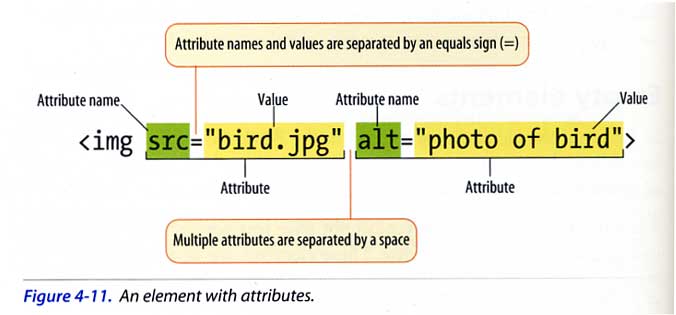 Attribute names and values are separated by an equals sign (=)
Attribute name Value Attribute name Value
<img src="bird.jpg" alt="photo of bird">
Attribute Attribute
Multiple attributes are separated by a space
Figure 4-11. An element with attributes.